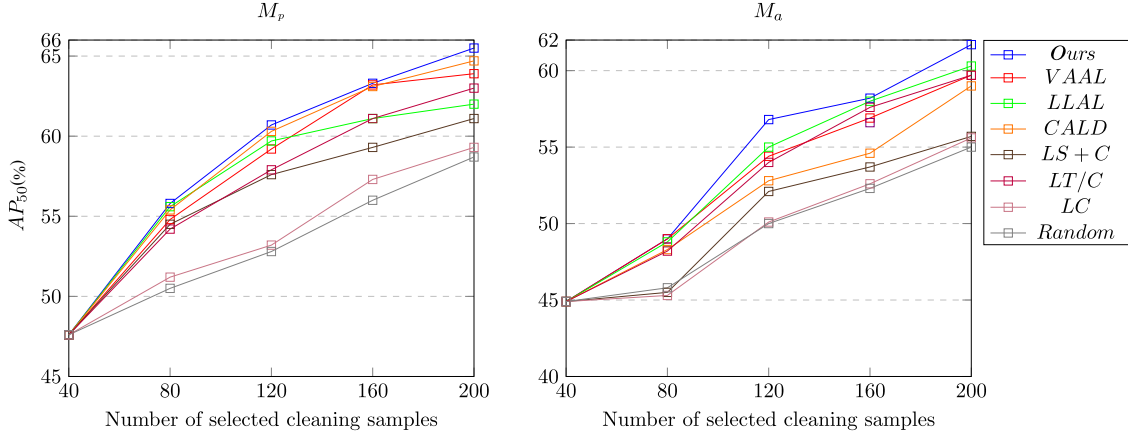 M_p
AP_50(%)
66
65
60
55
50
45
40 80 120 160 200
Number of selected cleaning samples
M_a
62
60
55
50
45
40
40 80 120 160 200
Number of selected cleaning samples
Ours
VAAL
LLAL
CALD
LS + C
LT/C
LC
Random